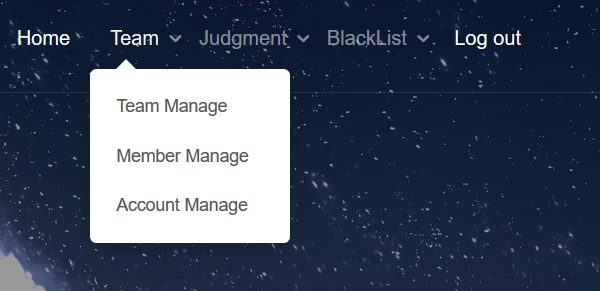 Home Team Judgment BlackList Log out
Team Manage
Member Manage
Account Manage